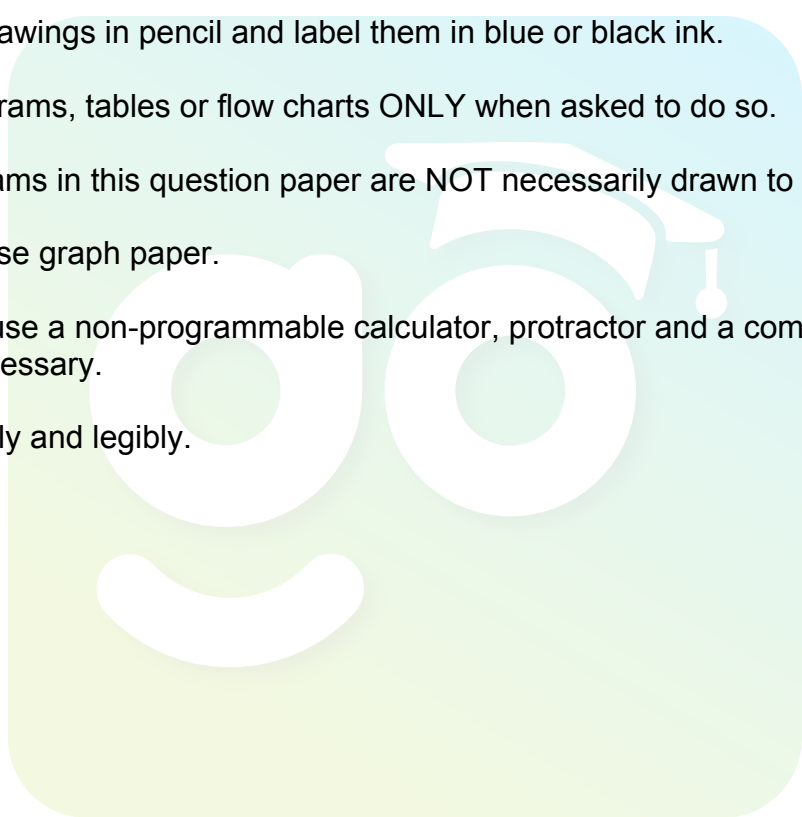 awings in pencil and label them in blue or black ink.
rams, tables or flow charts ONLY when asked to do so.
ams in this question paper are NOT necessarily drawn to
se graph paper.
use a non-programmable calculator, protractor and a com
essary.
ly and legibly.